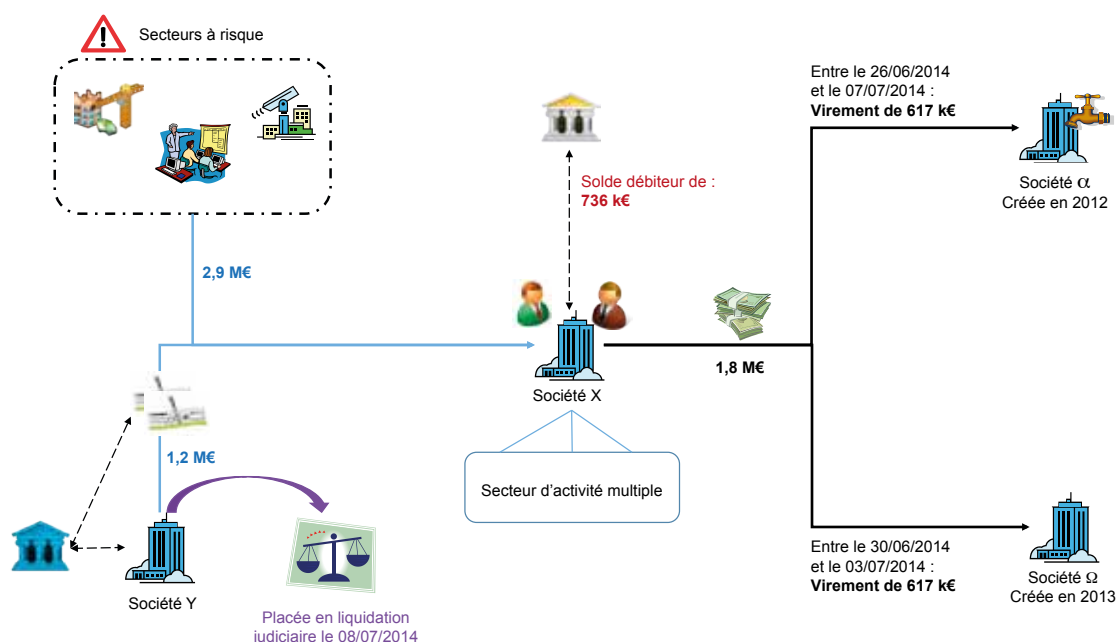 Secteurs à risque
Entre le 26/06/2014
et le 07/07/2014 :
Virement de 617 k€
Solde débiteur de :
736 k€
Société α
Créée en 2012
2,9 M€
1,8 M€
Société X
1,2 M€
Secteur d'activité multiple
Société Y
Placée en liquidation
judiciaire le 08/07/2014
Entre le 30/06/2014
et le 03/07/2014 :
Virement de 617 k€
Société Ω
Créée en 2013